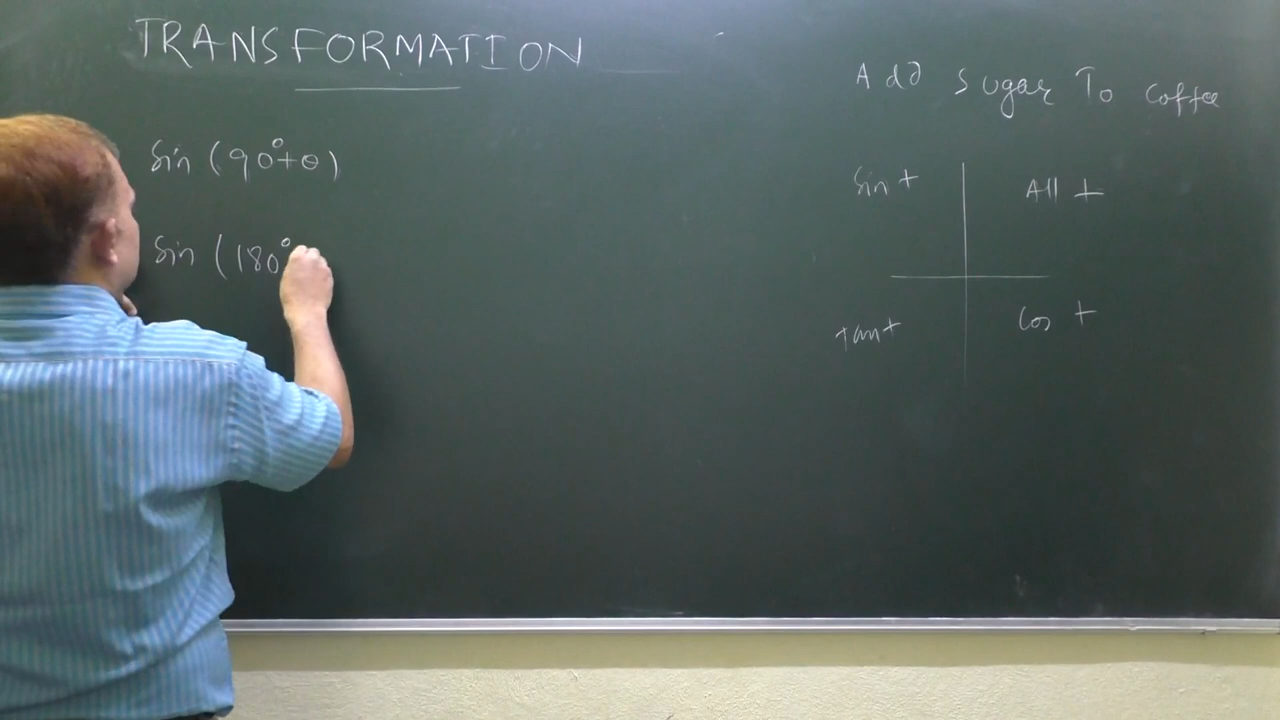 TRANSFORMATION
Add Sugar To Coffee
Sin (90°+θ)
Sin + All +
Sin (180°
tan+ Cos +